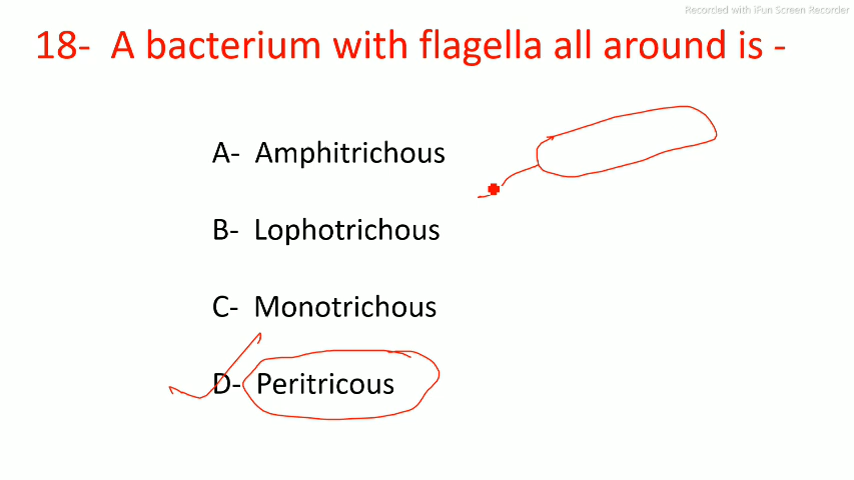 Recorded with iFun Screen Recorder
18- A bacterium with flagella all around is -
A- Amphitrichous
B- Lophotrichous
C- Monotrichous
D- Peritricous